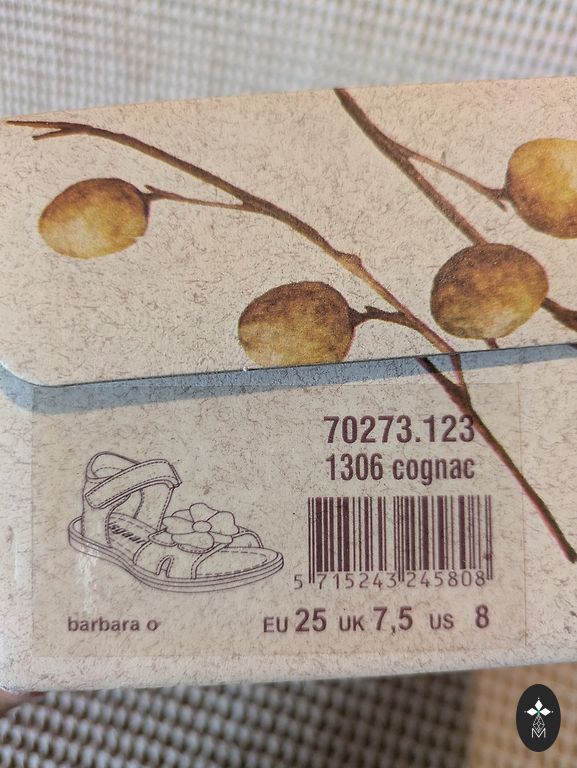 70273.123
1306 cognac
5 715243 245808
barbara o
EU 25 UK 7,5 US 8
M